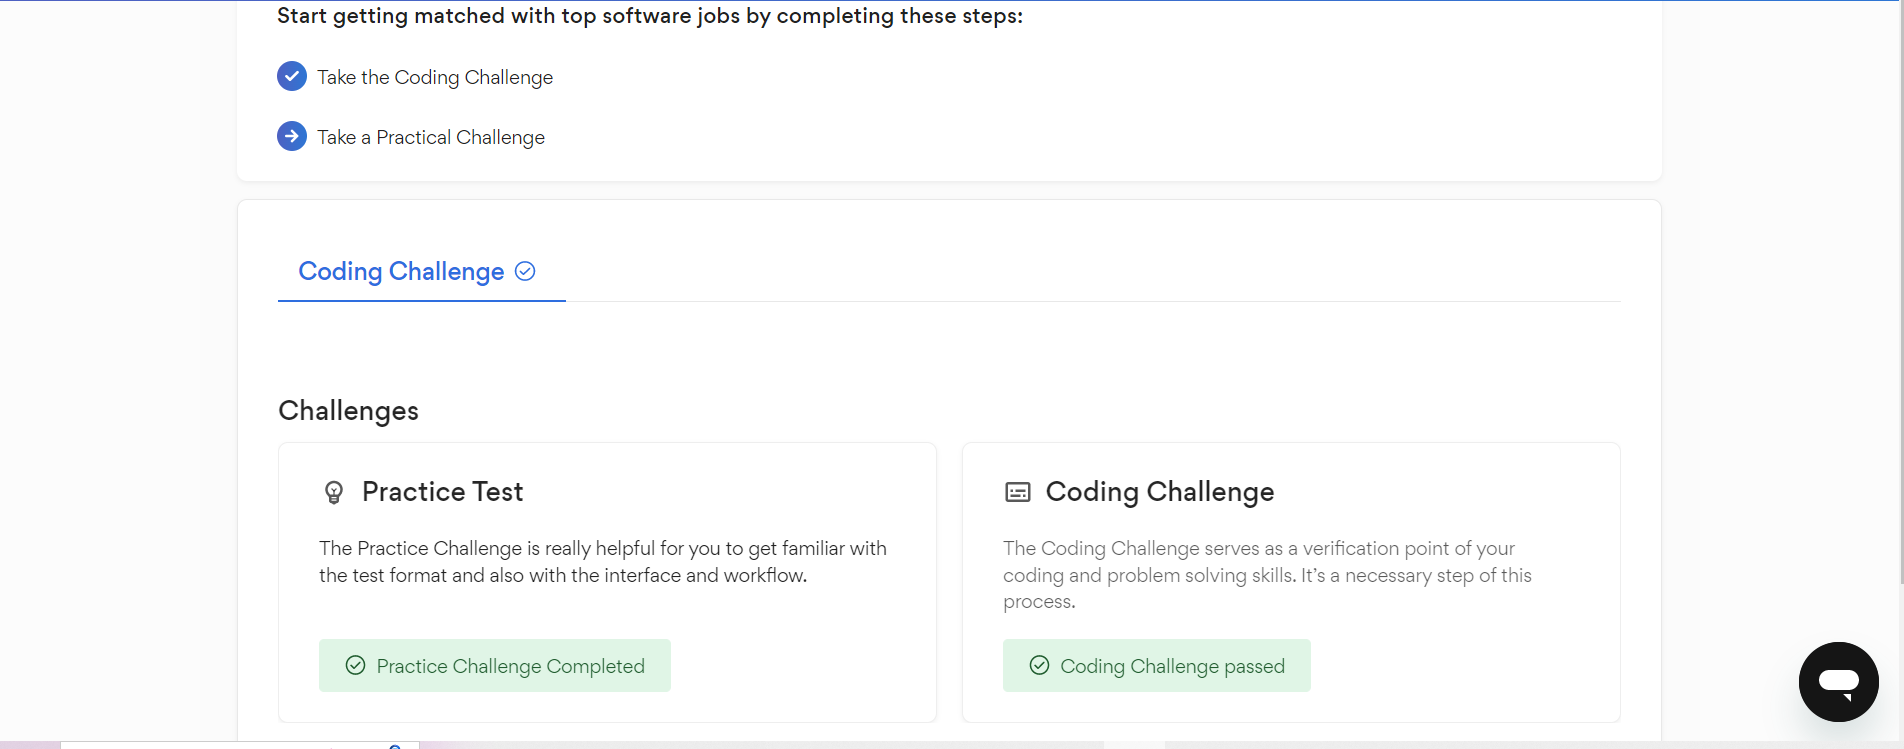 Start getting matched with top software jobs by completing these steps:
Take the Coding Challenge
Take a Practical Challenge
Coding Challenge
Challenges
Practice Test
The Practice Challenge is really helpful for you to get familiar with
the test format and also with the interface and workflow.
Practice Challenge Completed
Coding Challenge
The Coding Challenge serves as a verification point of your
coding and problem solving skills. It’s a necessary step of this
process.
Coding Challenge passed